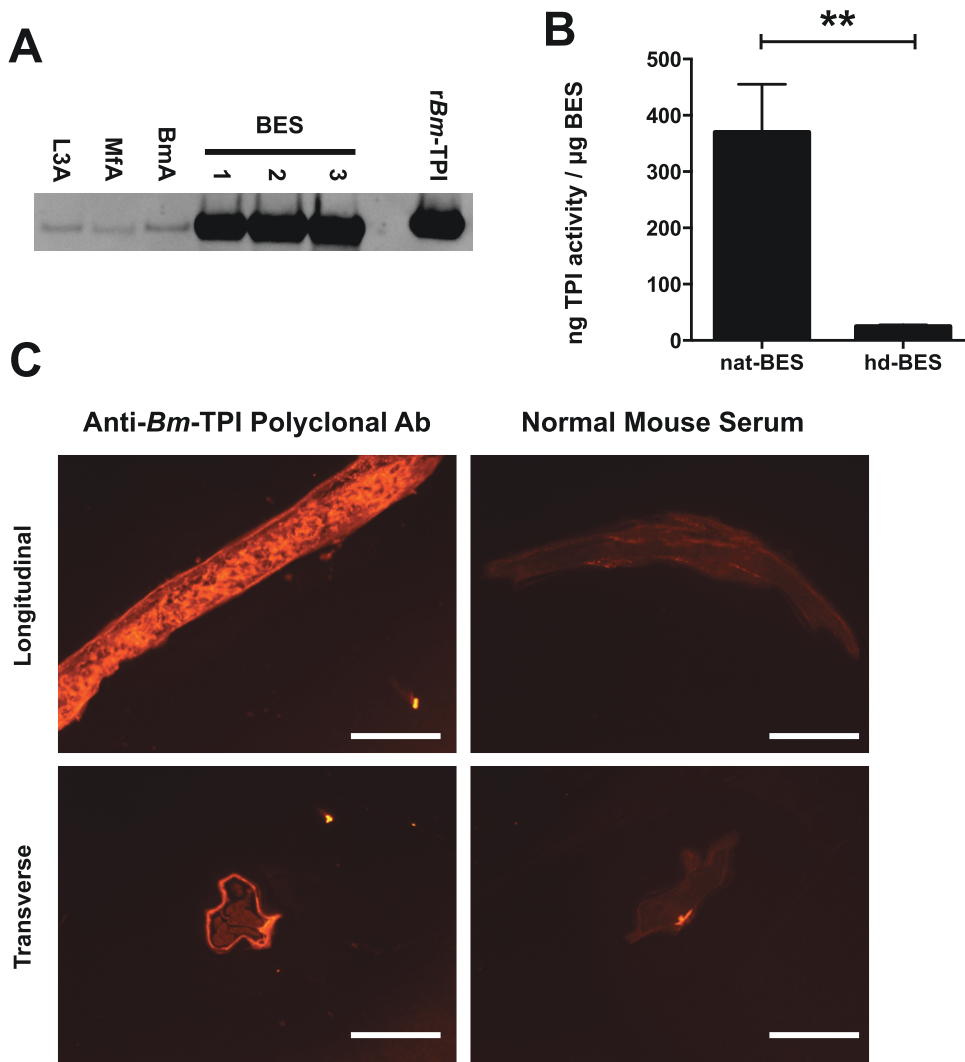 A
L3A
MfA
BmA
BES
1
2
3
rBm-TPI
B
**
ng TPI activity / µg BES
500
400
300
200
100
0
nat-BES
hd-BES
C
Anti-Bm-TPI Polyclonal Ab
Normal Mouse Serum
Longitudinal
Transverse